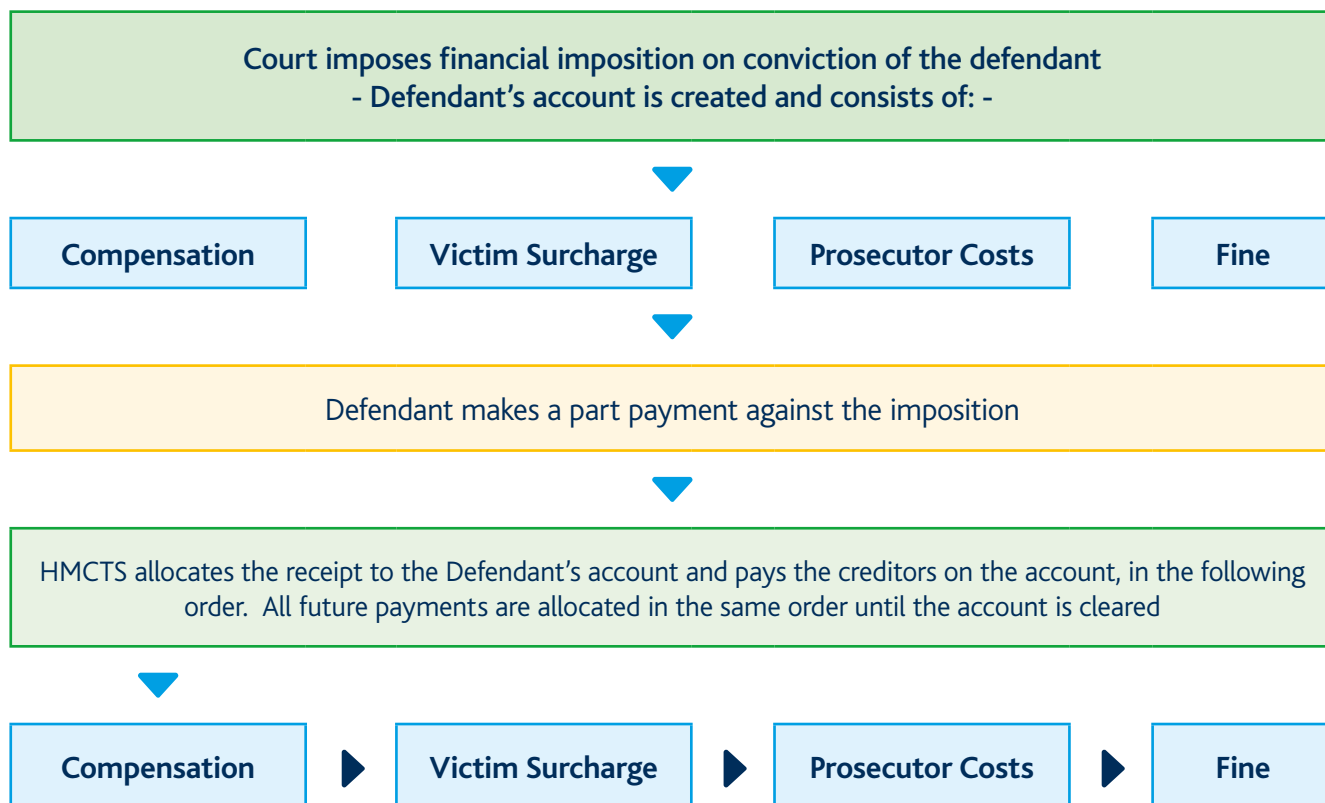 Court imposes financial imposition on conviction of the defendant
- Defendant’s account is created and consists of: -
Compensation
Victim Surcharge
Prosecutor Costs
Fine
Defendant makes a part payment against the imposition
HMCTS allocates the receipt to the Defendant’s account and pays the creditors on the account, in the following
order.  All future payments are allocated in the same order until the account is cleared
Compensation
Victim Surcharge
Prosecutor Costs
Fine